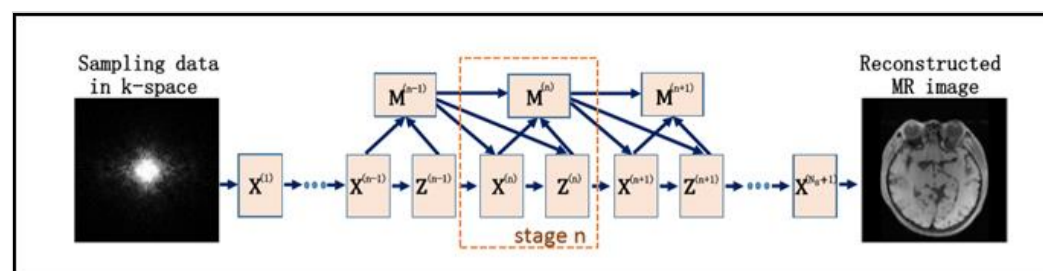 Sampling data
in k-space
Reconstructed
MR image
M⁽ⁿ⁻¹⁾
M⁽ⁿ⁾
M⁽ⁿ⁺¹⁾
X⁽¹⁾
X⁽ⁿ⁻¹⁾
Z⁽ⁿ⁻¹⁾
X⁽ⁿ⁾
Z⁽ⁿ⁾
X⁽ⁿ⁺¹⁾
Z⁽ⁿ⁺¹⁾
X⁽ᴺₛ⁺¹⁾
stage n